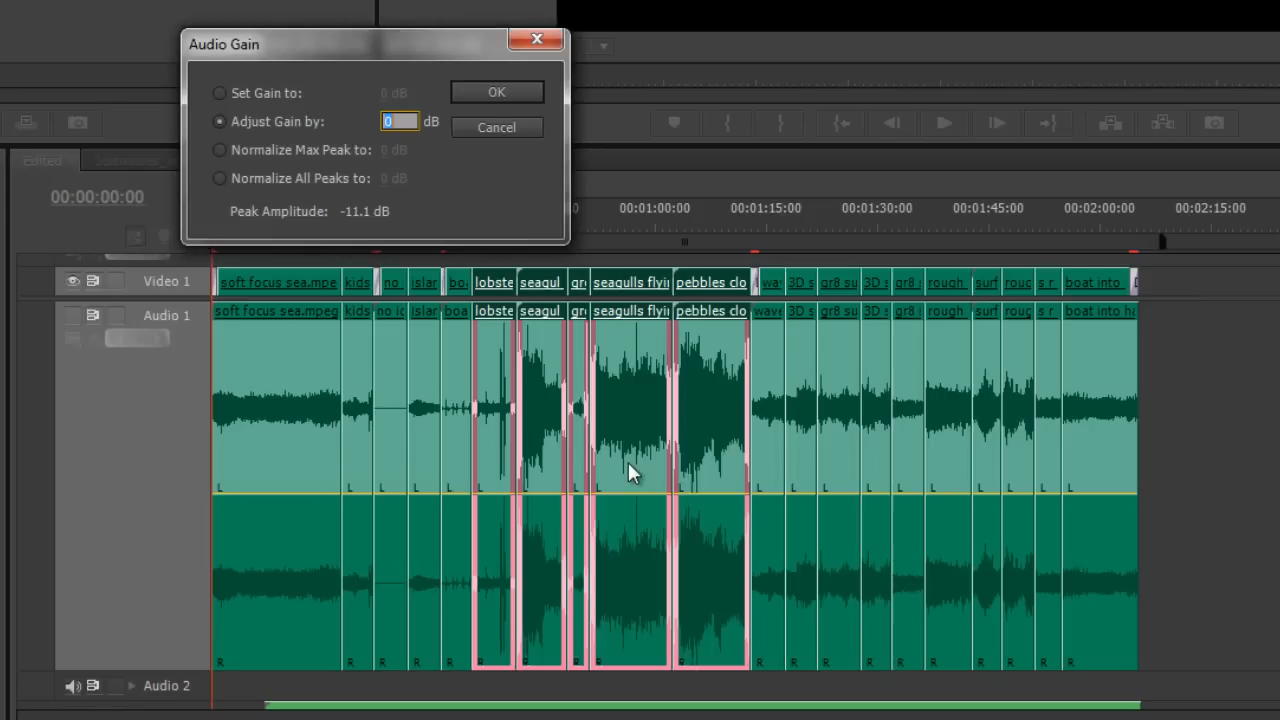 Audio Gain
Set Gain to: 0 dB
OK
Adjust Gain by: 0 dB
Cancel
Normalize Max Peak to: 0 dB
Normalize All Peaks to: 0 dB
Peak Amplitude: -11.1 dB
Edited
00:00:00:00
00:01:00:00 00:01:15:00 00:01:30:00 00:01:45:00 00:02:00:00 00:02:15:00
Video 1 soft focus sea.mpe kids no islar boa lobste seagul gr seagulls flyi pebbles clo wav 3D s gr8 su 3D s gr8 rough surf roug s r boat into
Audio 1 soft focus sea.mpeg kids no ic islar boa lobste seagul gr seagulls flyi pebbles clo wave 3D s gr8 su 3D s gr8 rough surf roug s r boat into ha
L L L L L L L L L L L L L L L L L L L
R R R R R R R R R R R R R R R R R R R
Audio 2